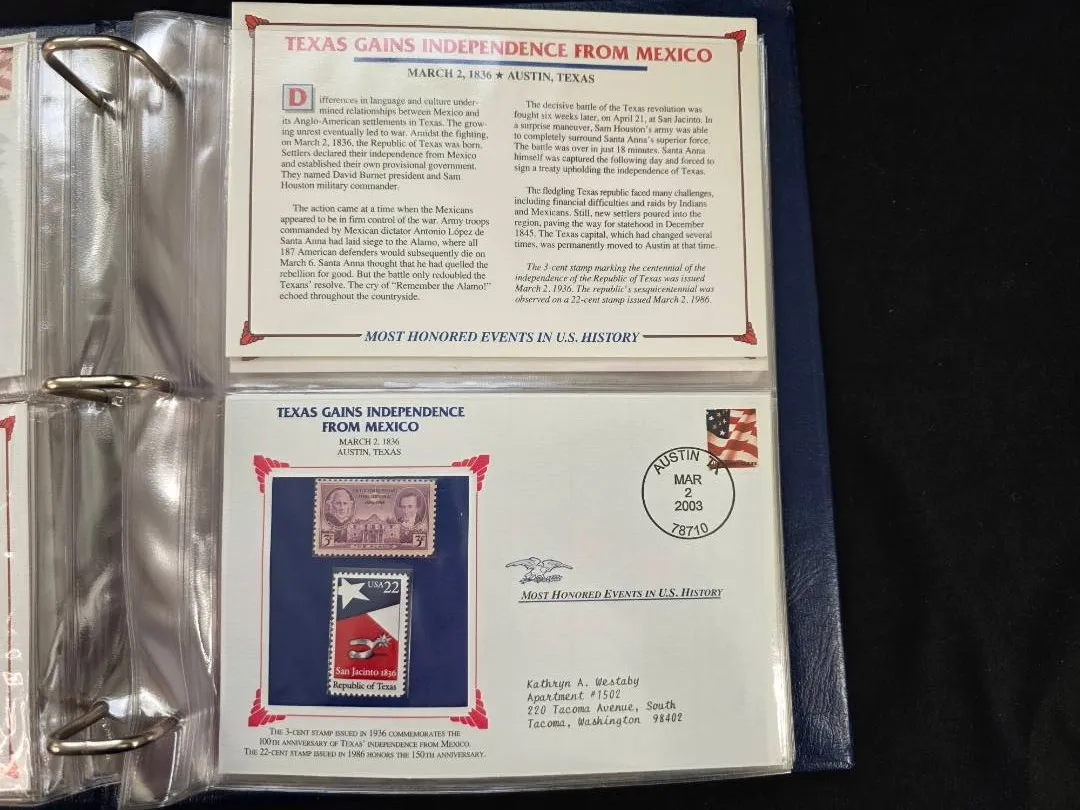 TEXAS GAINS INDEPENDENCE FROM MEXICO
MARCH 2, 1836 ★ AUSTIN, TEXAS
Differences in language and culture under-
mined relationships between Mexico and
its Anglo-American settlements in Texas. The grow-
ing unrest eventually led to war. Amidst the fighting,
on March 2, 1836, the Republic of Texas was born.
Settlers declared their independence from Mexico
and established their own provisional government.
They named David Burnet president and Sam
Houston military commander.
The action came at a time when the Mexicans
appeared to be in firm control of the war. Army troops
commanded by Mexican dictator Antonio López de
Santa Anna had laid siege to the Alamo, where all
187 American defenders would subsequently die on
March 6. Santa Anna thought that he had quelled the
rebellion for good. But the battle only redoubled the
Texans' resolve. The cry of "Remember the Alamo!"
echoed throughout the countryside.
The decisive battle of the Texas revolution was
fought six weeks later, on April 21, at San Jacinto. In
a surprise maneuver, Sam Houston's army was able
to completely surround Santa Anna's superior force.
The battle was over in just 18 minutes. Santa Anna
himself was captured the following day and forced to
sign a treaty upholding the independence of Texas.
The fledgling Texas republic faced many challenges,
including financial difficulties and raids by Indians
and Mexicans. Still, new settlers poured into the
region, paving the way for statehood in December
1845. The Texas capital, which had changed several
times, was permanently moved to Austin at that time.
The 3-cent stamp marking the centennial of the
independence of the Republic of Texas was issued
March 2, 1936. The republic's sesquicentennial was
observed on a 22-cent stamp issued March 2, 1986.
MOST HONORED EVENTS IN U.S. HISTORY
TEXAS GAINS INDEPENDENCE
FROM MEXICO
MARCH 2, 1836
AUSTIN, TEXAS
3¢ 3¢
THE ALAMO
USA 22
San Jacinto 1836
Republic of Texas
THE 3-CENT STAMP ISSUED IN 1936 COMMEMORATES THE
100TH ANNIVERSARY OF TEXAS' INDEPENDENCE FROM MEXICO.
THE 22-CENT STAMP ISSUED IN 1986 HONORS THE 150TH ANNIVERSARY.
AUSTIN TX
MAR
2
2003
78710
MOST HONORED EVENTS IN U.S. HISTORY
Kathryn A. Westaby
Apartment #1502
220 Tacoma Avenue, South
Tacoma, Washington 98402